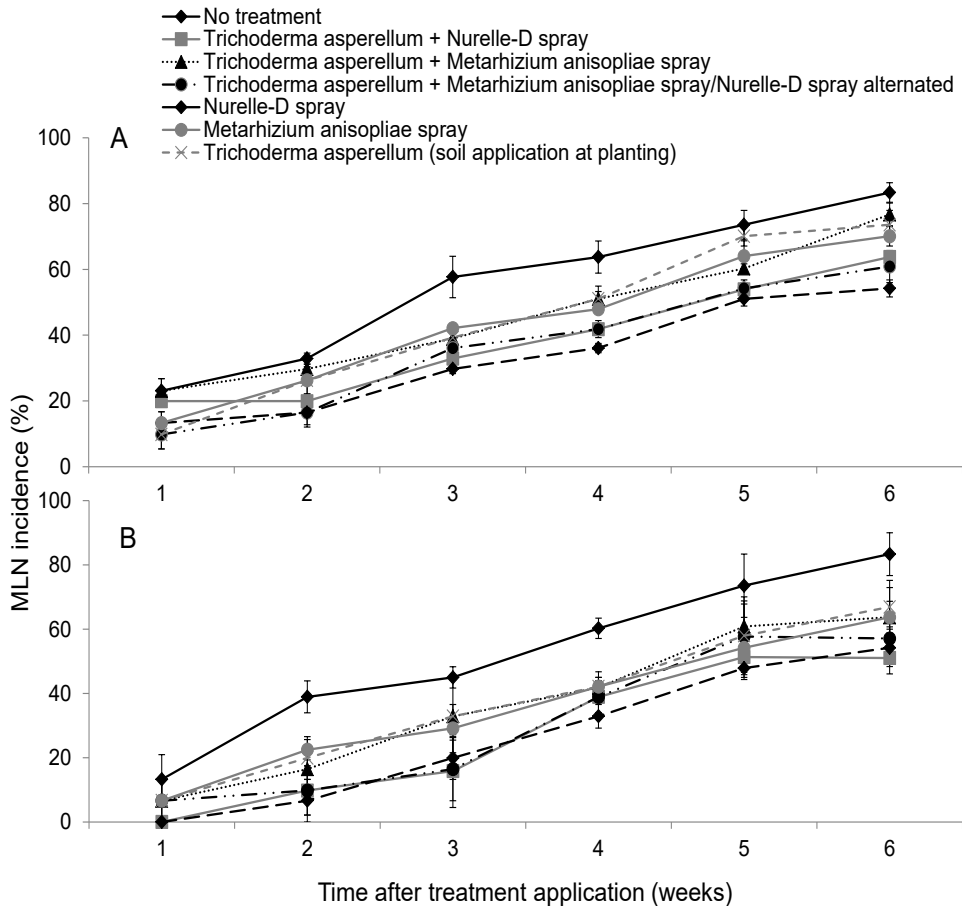 No treatment
Trichoderma asperellum + Nurelle-D spray
Trichoderma asperellum + Metarhizium anisopliae spray
Trichoderma asperellum + Metarhizium anisopliae spray/Nurelle-D spray alternated
Nurelle-D spray
Metarhizium anisopliae spray
Trichoderma asperellum (soil application at planting)
A
100
80
60
40
20
0
1 2 3 4 5 6
MLN incidence (%)
B
100
80
60
40
20
0
1 2 3 4 5 6
Time after treatment application (weeks)